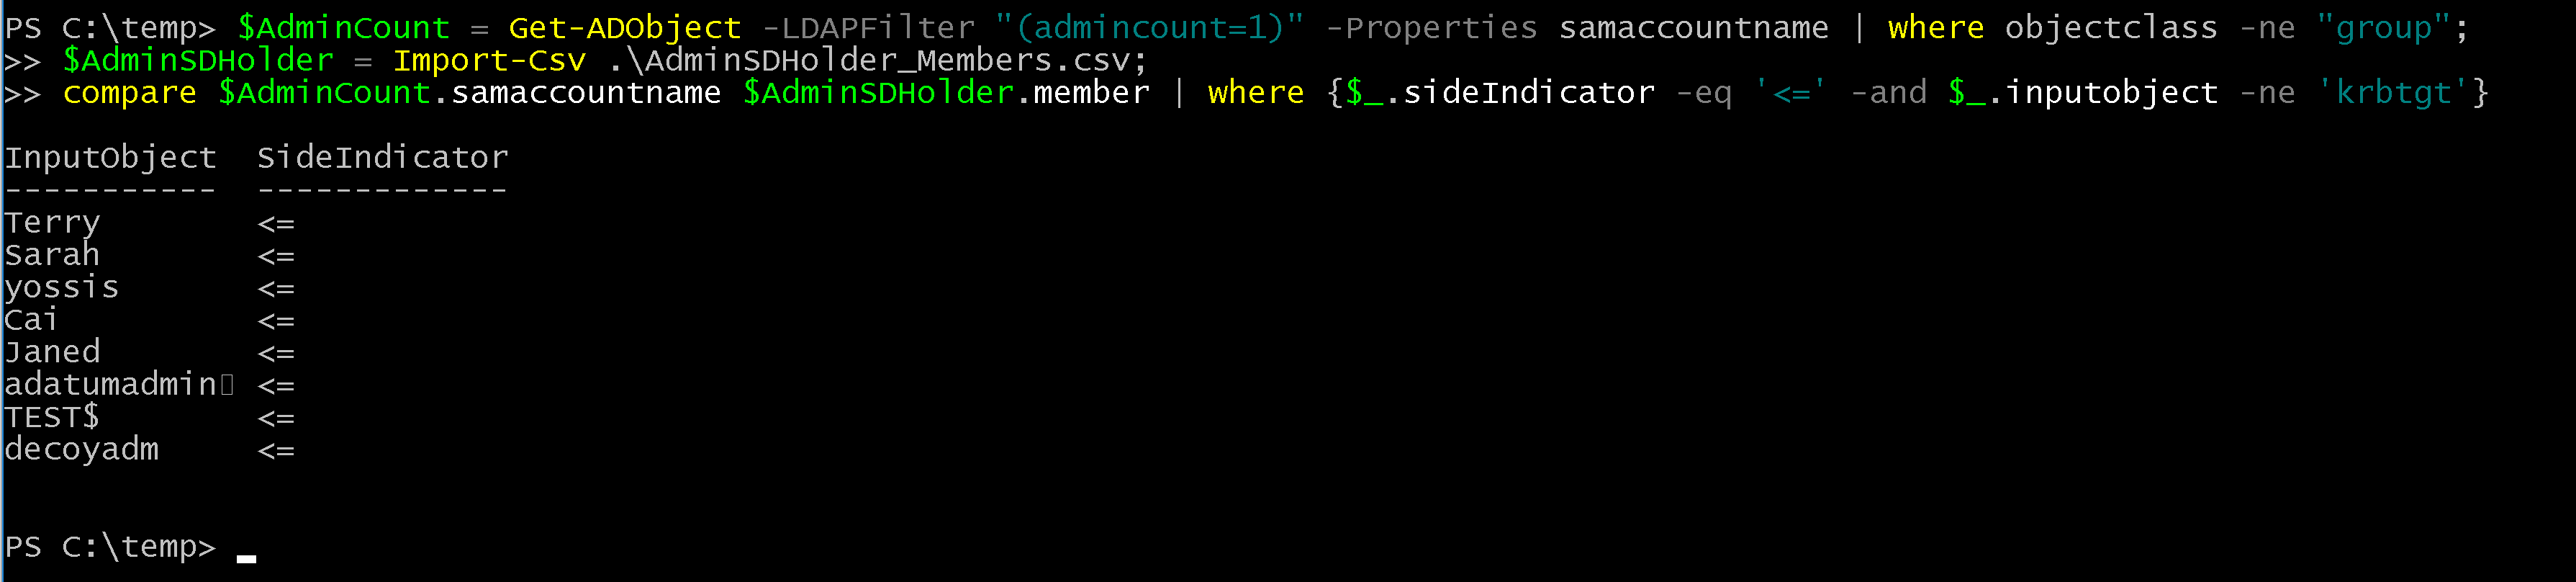 PS C:\temp> $AdminCount = Get-ADObject -LDAPFilter "(admincount=1)" -Properties samaccountname | where objectclass -ne "group";
>> $AdminSDHolder = Import-Csv .\AdminSDHolder_Members.csv;
>> compare $AdminCount.samaccountname $AdminSDHolder.member | where {$_.sideIndicator -eq '<=' -and $_.inputobject -ne 'krbtgt'}
InputObject SideIndicator
----------- -------------
Terry <=
Sarah <=
yossis <=
Cai <=
Janed <=
adatumadmin▯ <=
TEST$ <=
decoyadm <=
PS C:\temp> _